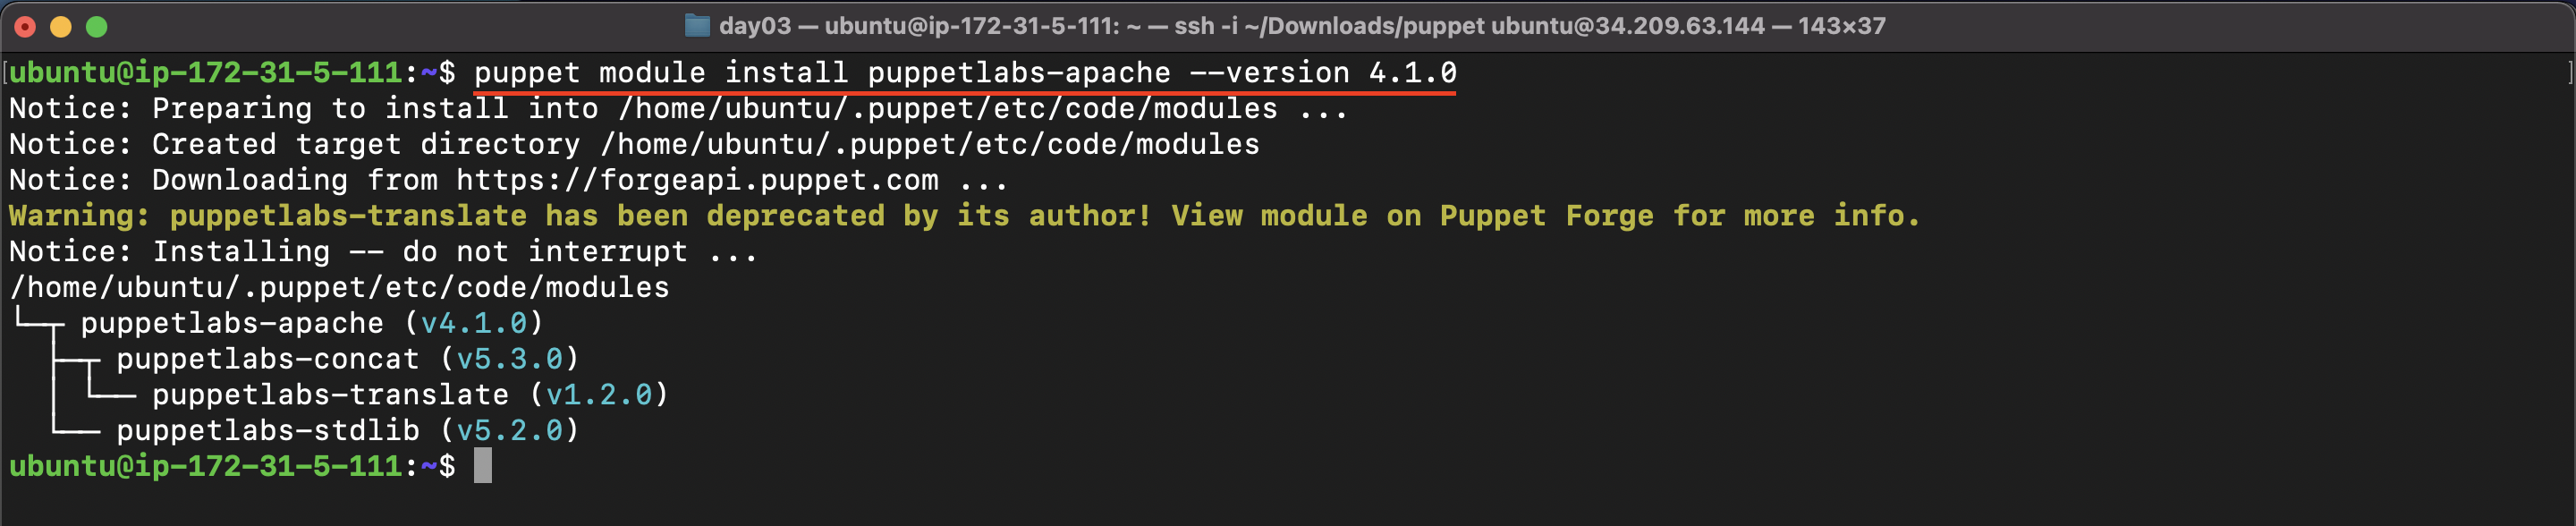 day03 — ubuntu@ip-172-31-5-111: ~ — ssh -i ~/Downloads/puppet ubuntu@34.209.63.144 — 143×37
[ubuntu@ip-172-31-5-111:~$ puppet module install puppetlabs-apache --version 4.1.0 ]
Notice: Preparing to install into /home/ubuntu/.puppet/etc/code/modules ...
Notice: Created target directory /home/ubuntu/.puppet/etc/code/modules
Notice: Downloading from https://forgeapi.puppet.com ...
Warning: puppetlabs-translate has been deprecated by its author! View module on Puppet Forge for more info.
Notice: Installing -- do not interrupt ...
/home/ubuntu/.puppet/etc/code/modules
└─┬ puppetlabs-apache (v4.1.0)
  ├─┬ puppetlabs-concat (v5.3.0)
  │ └── puppetlabs-translate (v1.2.0)
  └── puppetlabs-stdlib (v5.2.0)
ubuntu@ip-172-31-5-111:~$